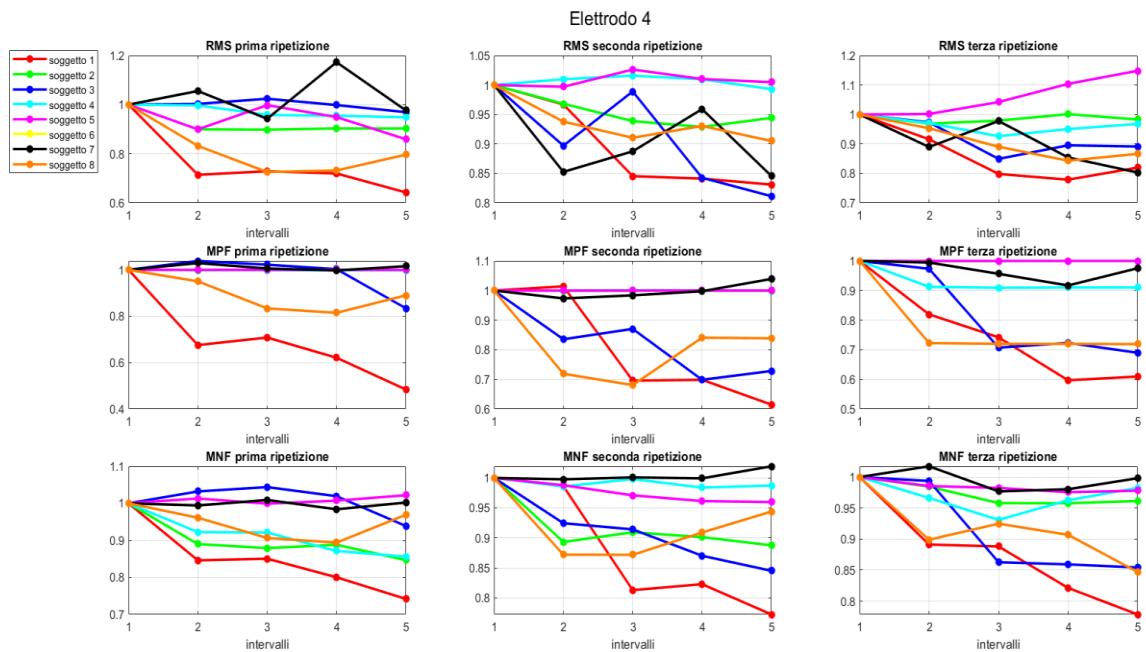 Elettrodo 4
soggetto 1
soggetto 2
soggetto 3
soggetto 4
soggetto 5
soggetto 6
soggetto 7
soggetto 8
RMS prima ripetizione
1.2
1
0.8
0.6
1 2 3 4 5
intervalli
RMS seconda ripetizione
1.05
1
0.95
0.9
0.85
0.8
1 2 3 4 5
intervalli
RMS terza ripetizione
1.2
1.1
1
0.9
0.8
0.7
1 2 3 4 5
intervalli
MPF prima ripetizione
1
0.8
0.6
0.4
1 2 3 4 5
intervalli
MPF seconda ripetizione
1.1
1
0.9
0.8
0.7
0.6
1 2 3 4 5
intervalli
MPF terza ripetizione
1
0.9
0.8
0.7
0.6
0.5
1 2 3 4 5
intervalli
MNF prima ripetizione
1.1
1
0.9
0.8
0.7
1 2 3 4 5
intervalli
MNF seconda ripetizione
1
0.95
0.9
0.85
0.8
1 2 3 4 5
intervalli
MNF terza ripetizione
1
0.95
0.9
0.85
0.8
1 2 3 4 5
intervalli